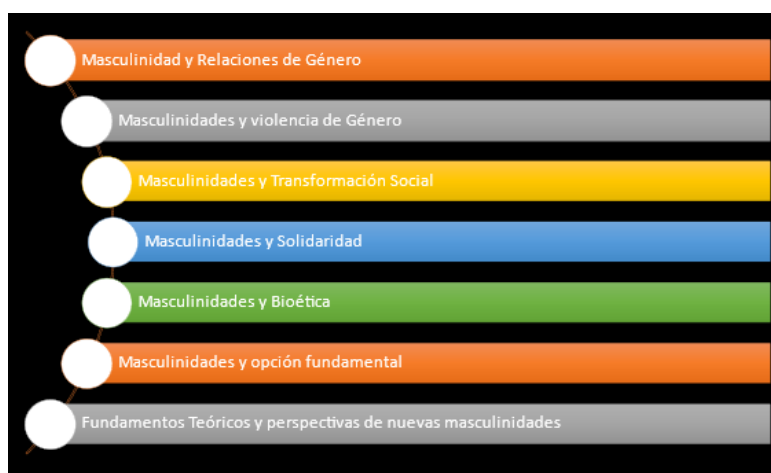 Masculinidad y Relaciones de Género
Masculinidades y violencia de Género
Masculinidades y Transformación Social
Masculinidades y Solidaridad
Masculinidades y Bioética
Masculinidades y opción fundamental
Fundamentos Teóricos y perspectivas de nuevas masculinidades